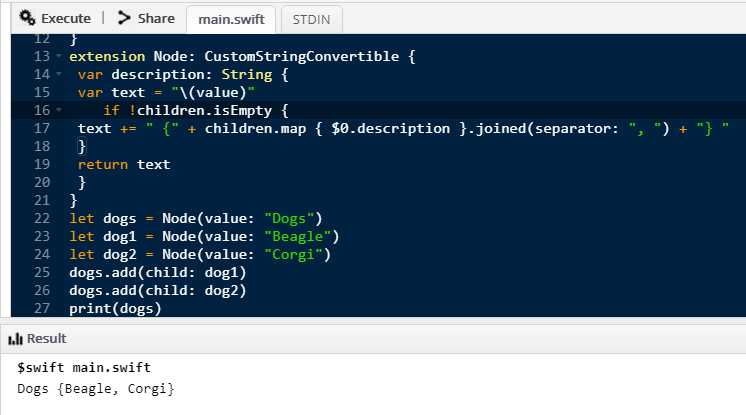 Execute | > Share main.swift STDIN
12 }
13 extension Node: CustomStringConvertible {
14 var description: String {
15 var text = "\(value)"
16 if !children.isEmpty {
17 text += " {" + children.map { $0.description }.joined(separator: ", ") + "} "
18 }
19 return text
20 }
21 }
22 let dogs = Node(value: "Dogs")
23 let dog1 = Node(value: "Beagle")
24 let dog2 = Node(value: "Corgi")
25 dogs.add(child: dog1)
26 dogs.add(child: dog2)
27 print(dogs)
Result
$swift main.swift
Dogs {Beagle, Corgi}